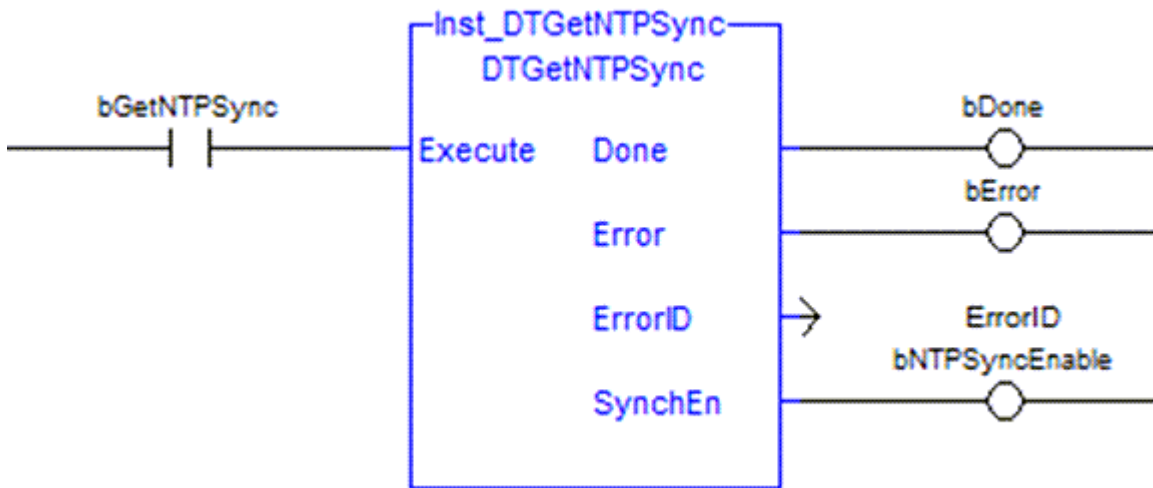 Inst_DTGetNTPSync
DTGetNTPSync
bGetNTPSync
bDone
Execute Done
bError
Error
ErrorID ErrorID
bNTPSyncEnable
SynchEn